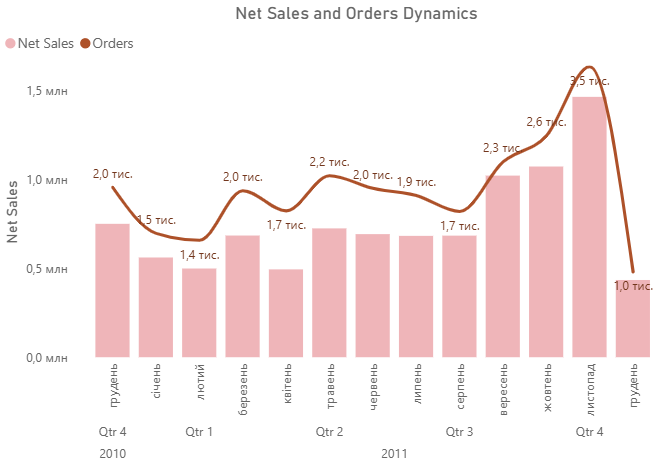 Net Sales and Orders Dynamics
Net Sales Orders
1,5 млн
1,0 млн
0,5 млн
0,0 млн
Net Sales
2,0 тис.
1,5 тис.
1,4 тис.
2,0 тис.
1,7 тис.
2,2 тис.
2,0 тис.
1,9 тис.
1,7 тис.
2,3 тис.
2,6 тис.
3,5 тис.
1,0 тис.
грудень
січень
лютий
березень
квітень
травень
червень
липень
серпень
вересень
жовтень
листопад
грудень
Qtr 4 Qtr 1 Qtr 2 Qtr 3 Qtr 4
2010 2011